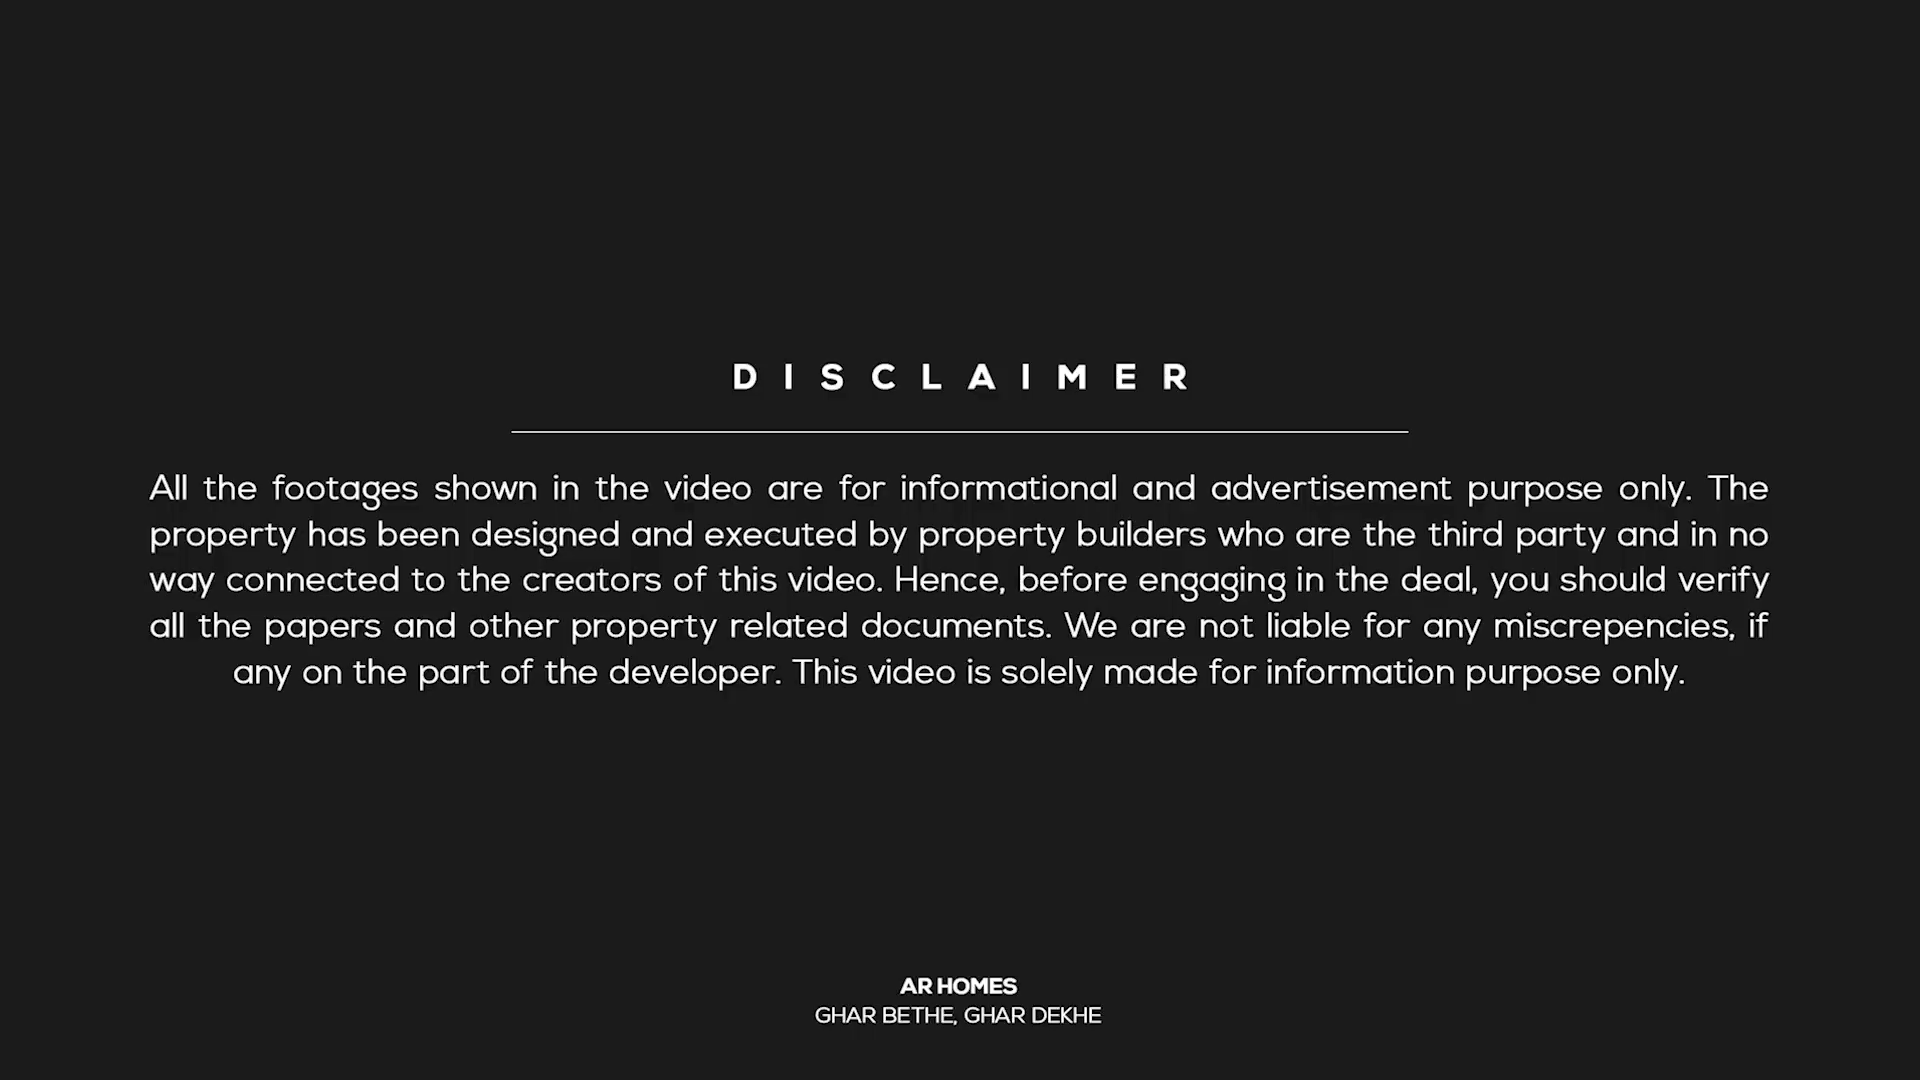 DISCLAIMER
All the footages shown in the video are for informational and advertisement purpose only. The
property has been designed and executed by property builders who are the third party and in no
way connected to the creators of this video. Hence, before engaging in the deal, you should verify
all the papers and other property related documents. We are not liable for any miscrepencies, if
any on the part of the developer. This video is solely made for information purpose only.
AR HOMES
GHAR BETHE, GHAR DEKHE